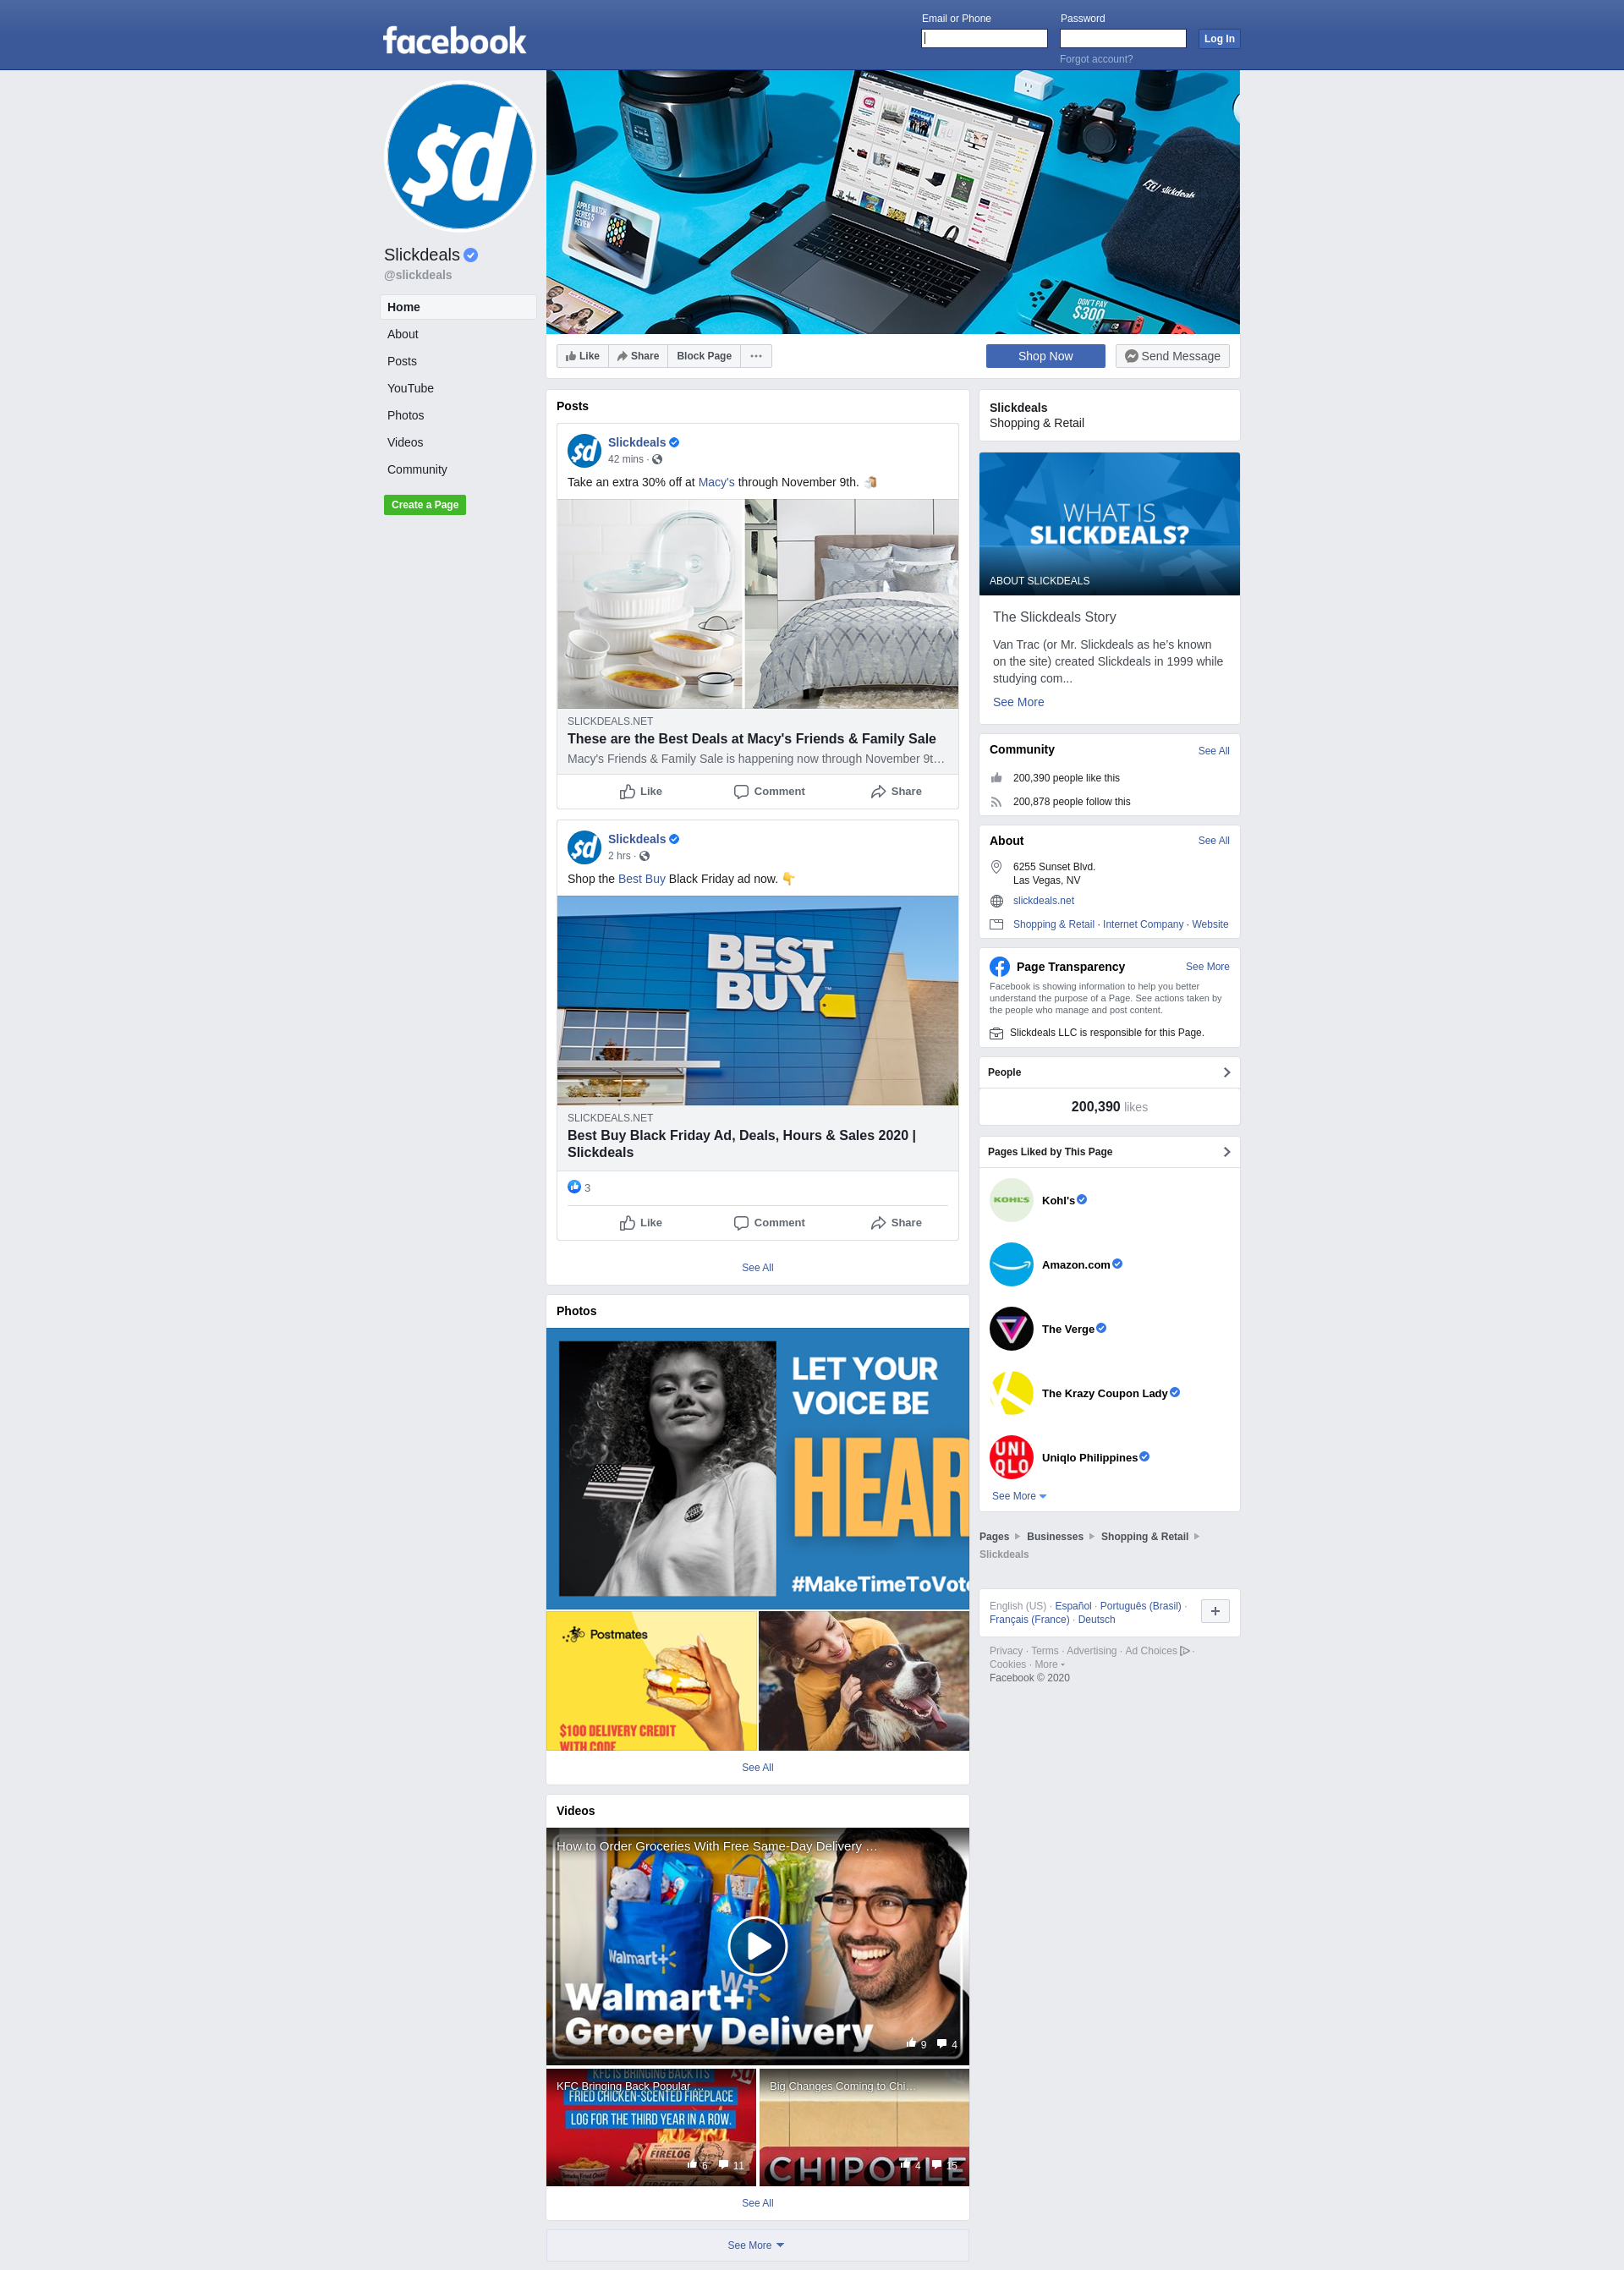 facebook
Email or Phone
Password
Log In
Forgot account?
$d
Slickdeals
@slickdeals
Home
About
Posts
YouTube
Photos
Videos
Community
Create a Page
APPLE WATCH
SERIES 5
REVIEW
slickdeals
DON'T PAY
$300
Like
Share
Block Page
Shop Now
Send Message
Posts
Slickdeals
42 mins ·
Take an extra 30% off at Macy's through November 9th.
SLICKDEALS.NET
These are the Best Deals at Macy's Friends & Family Sale
Macy's Friends & Family Sale is happening now through November 9t…
Like
Comment
Share
Slickdeals
2 hrs ·
Shop the Best Buy Black Friday ad now. 👇
BEST
BUY™
SLICKDEALS.NET
Best Buy Black Friday Ad, Deals, Hours & Sales 2020 |
Slickdeals
3
Like
Comment
Share
See All
Photos
LET YOUR
VOICE BE
HEAR
#MakeTimeToVote
Postmates
$100 DELIVERY CREDIT
WITH CODE
See All
Videos
How to Order Groceries With Free Same-Day Delivery …
Walmart
W+
Walmart+
Grocery Delivery
9
4
KFC IS BRINGING BACK ITS
KFC Bringing Back Popular …
FRIED CHICKEN-SCENTED FIREPLACE
LOG FOR THE THIRD YEAR IN A ROW.
FIRELOG
6
11
Big Changes Coming to Chi…
CHIPOTLE
4
15
See All
See More
Slickdeals
Shopping & Retail
WHAT IS
SLICKDEALS?
ABOUT SLICKDEALS
The Slickdeals Story
Van Trac (or Mr. Slickdeals as he's known
on the site) created Slickdeals in 1999 while
studying com...
See More
Community
See All
200,390 people like this
200,878 people follow this
About
See All
6255 Sunset Blvd.
Las Vegas, NV
slickdeals.net
Shopping & Retail · Internet Company · Website
Page Transparency
See More
Facebook is showing information to help you better
understand the purpose of a Page. See actions taken by
the people who manage and post content.
Slickdeals LLC is responsible for this Page.
People
200,390 likes
Pages Liked by This Page
KOHL'S
Kohl's
Amazon.com
The Verge
The Krazy Coupon Lady
UNI
QLO
Uniqlo Philippines
See More
Pages
Businesses
Shopping & Retail
Slickdeals
English (US) · Español · Português (Brasil) ·
Français (France) · Deutsch
Privacy · Terms · Advertising · Ad Choices ·
Cookies · More
Facebook © 2020